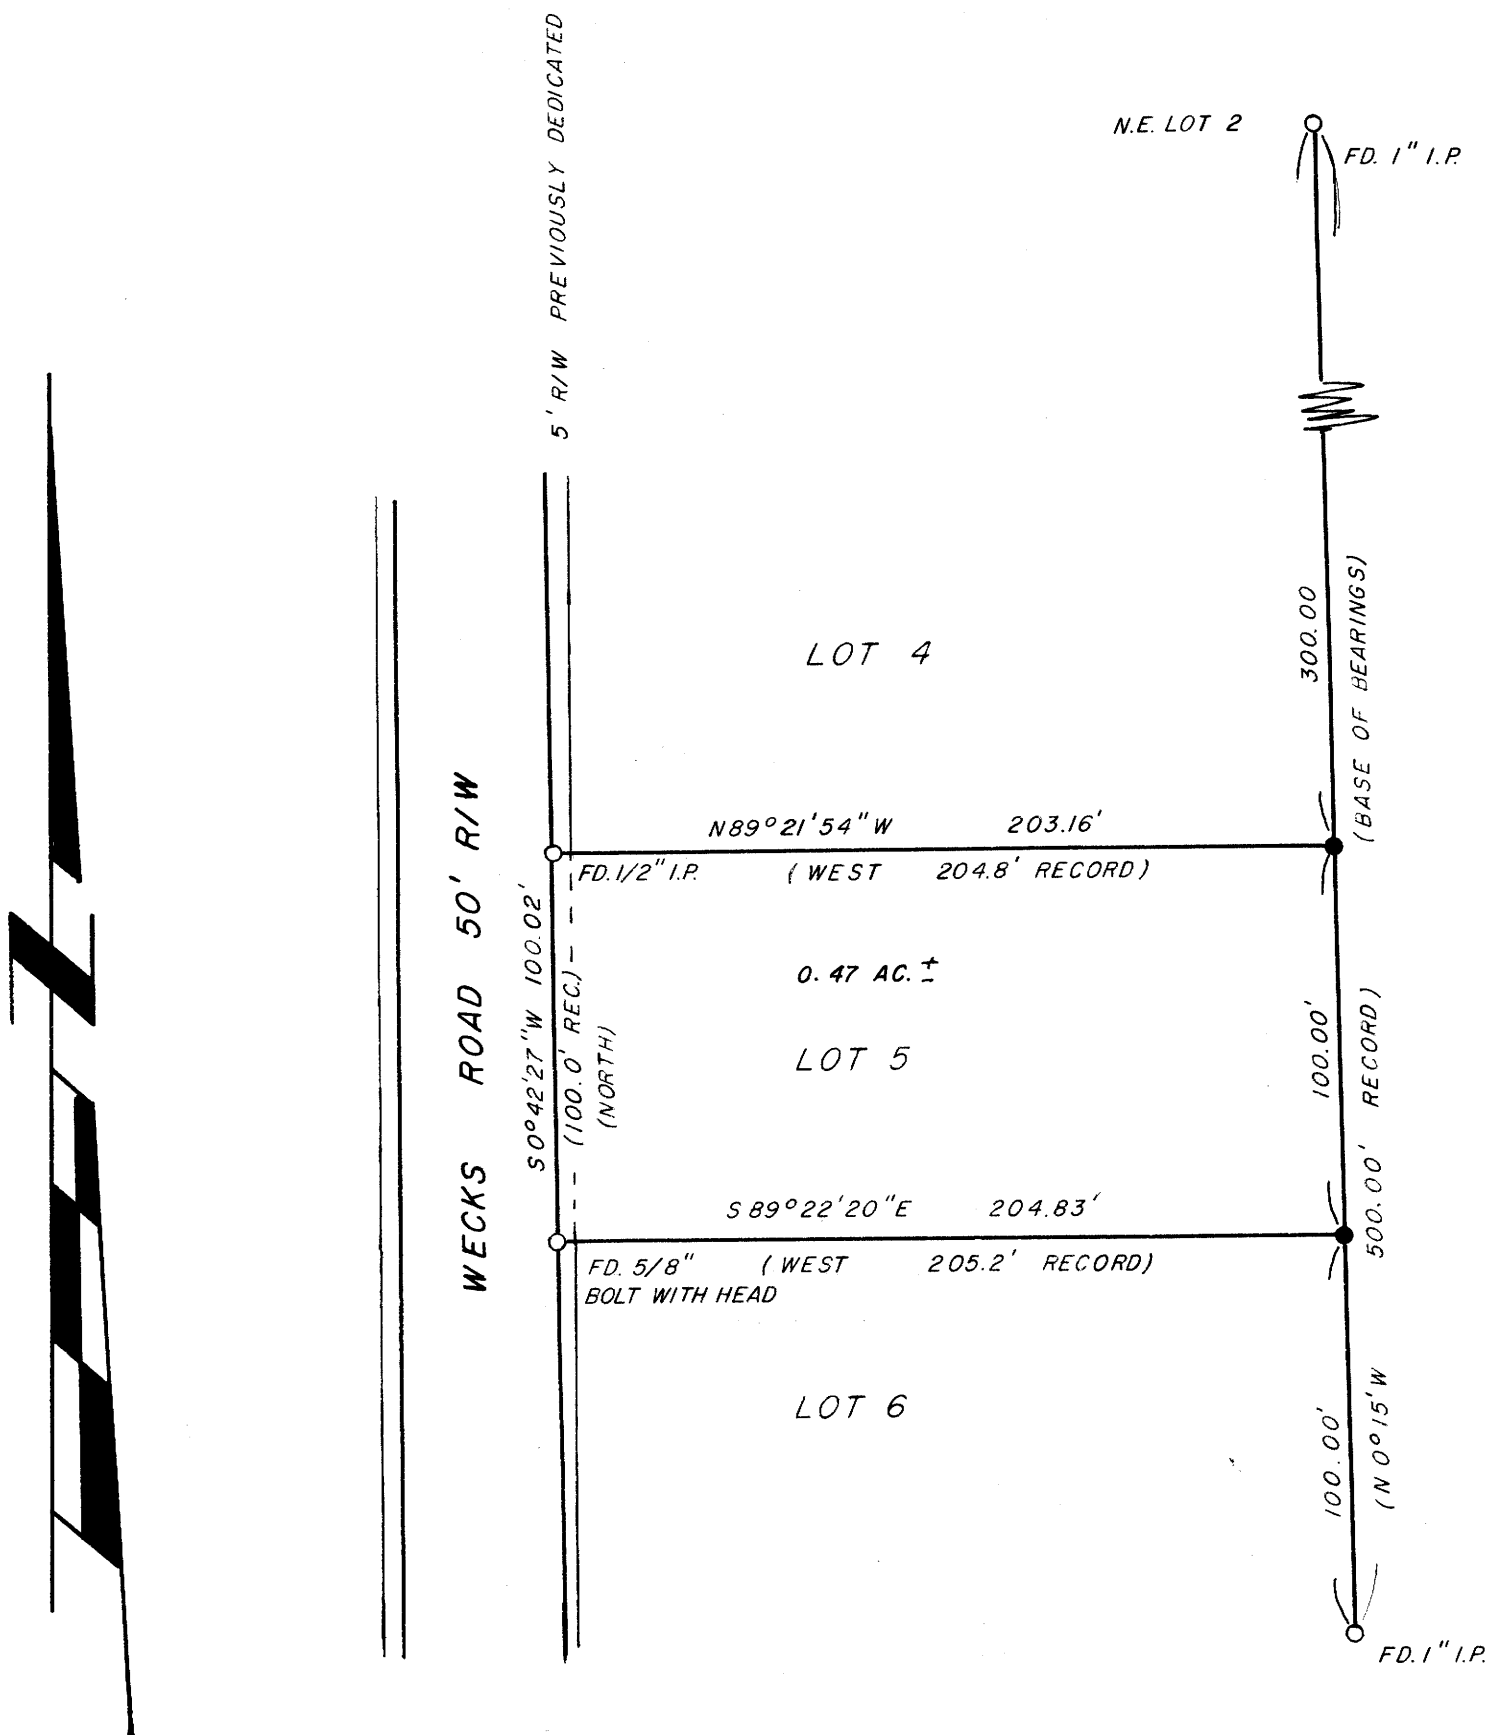 5' R/W PREVIOUSLY DEDICATED
N.E. LOT 2
FD. 1" I.P.
300.00
(BASE OF BEARINGS)
LOT 4
WECKS ROAD 50' R/W
N89°21'54"W 203.16'
FD. 1/2" I.P.
(WEST 204.8' RECORD)
S0°42'27"W 100.02'
(100.0' REC.)
(NORTH)
0.47 AC. ±
LOT 5
100.00'
(N0°15'W 500.00' RECORD)
S89°22'20"E 204.83'
FD. 5/8"
BOLT WITH HEAD
(WEST 205.2' RECORD)
LOT 6
100.00'
FD. 1" I.P.
N